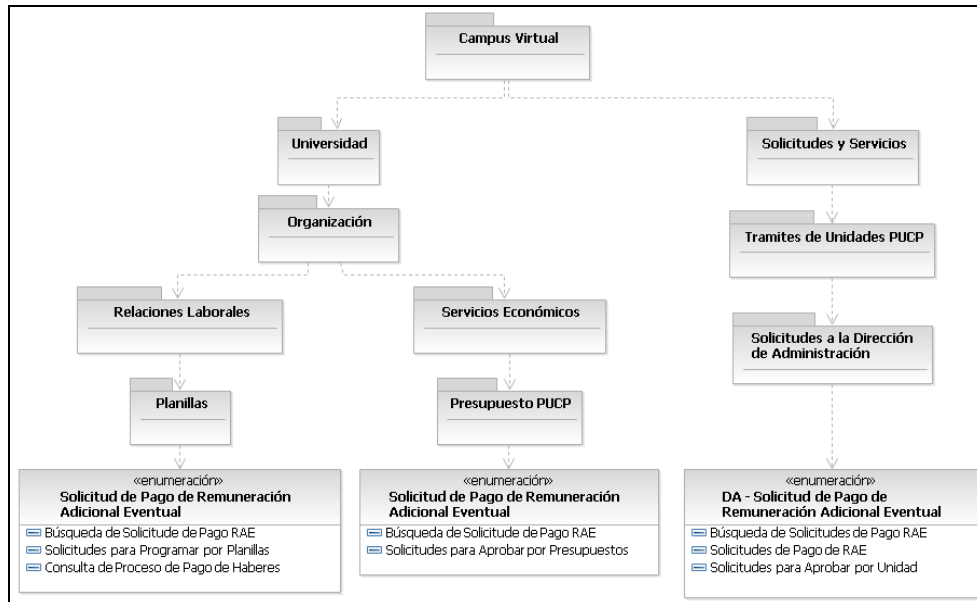 Campus Virtual
Universidad
Solicitudes y Servicios
Organización
Tramites de Unidades PUCP
Relaciones Laborales
Servicios Económicos
Solicitudes a la Dirección
de Administración
Planillas
Presupuesto PUCP
«enumeración»
Solicitud de Pago de Remuneración
Adicional Eventual
Búsqueda de Solicitude de Pago RAE
Solicitudes para Programar por Planillas
Consulta de Proceso de Pago de Haberes
«enumeración»
Solicitud de Pago de Remuneración
Adicional Eventual
Búsqueda de Solicitude de Pago RAE
Solicitudes para Aprobar por Presupuestos
«enumeración»
DA - Solicitud de Pago de
Remuneración Adicional Eventual
Búsqueda de Solicitudes de Pago RAE
Solicitudes de Pago de RAE
Solicitudes para Aprobar por Unidad